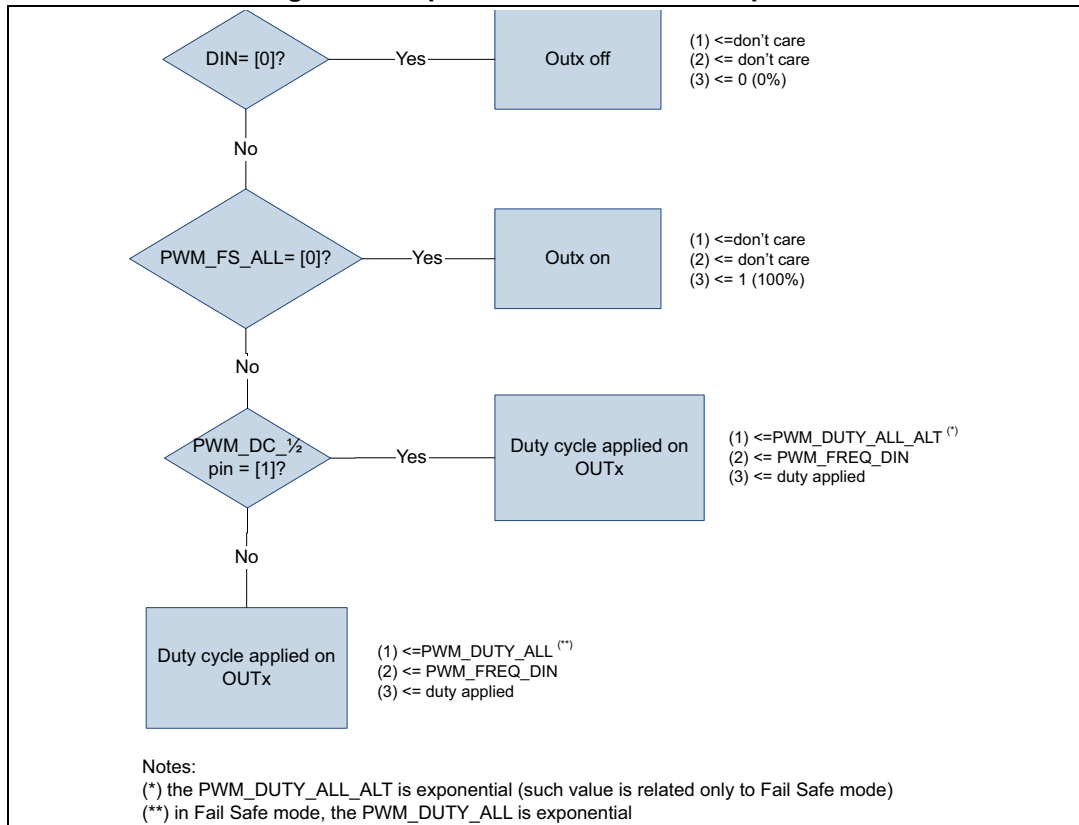 DIN= [0]?
Yes
Outx off
(1) <=don’t care
(2) <= don’t care
(3) <= 0 (0%)
No
PWM_FS_ALL= [0]?
Yes
Outx on
(1) <=don’t care
(2) <= don’t care
(3) <= 1 (100%)
No
PWM_DC_½
pin = [1]?
Yes
Duty cycle applied on
OUTx
(1) <=PWM_DUTY_ALL_ALT (*)
(2) <= PWM_FREQ_DIN
(3) <= duty applied
No
Duty cycle applied on
OUTx
(1) <=PWM_DUTY_ALL (**)
(2) <= PWM_FREQ_DIN
(3) <= duty applied
Notes:
(*) the PWM_DUTY_ALL_ALT is exponential (such value is related only to Fail Safe mode)
(**) in Fail Safe mode, the PWM_DUTY_ALL is exponential